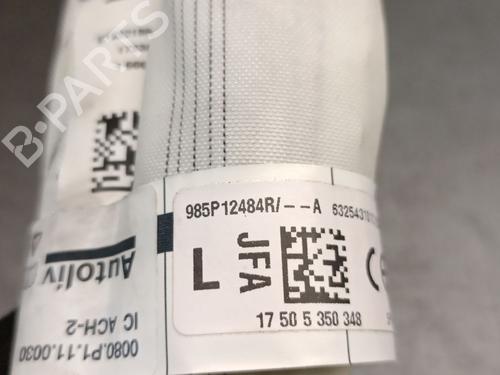 B-PARTS
985P12484R/--A
L
JFA
17 50 5 350 348
Autoliv
IC ACH-2
0080.P1.11.0030